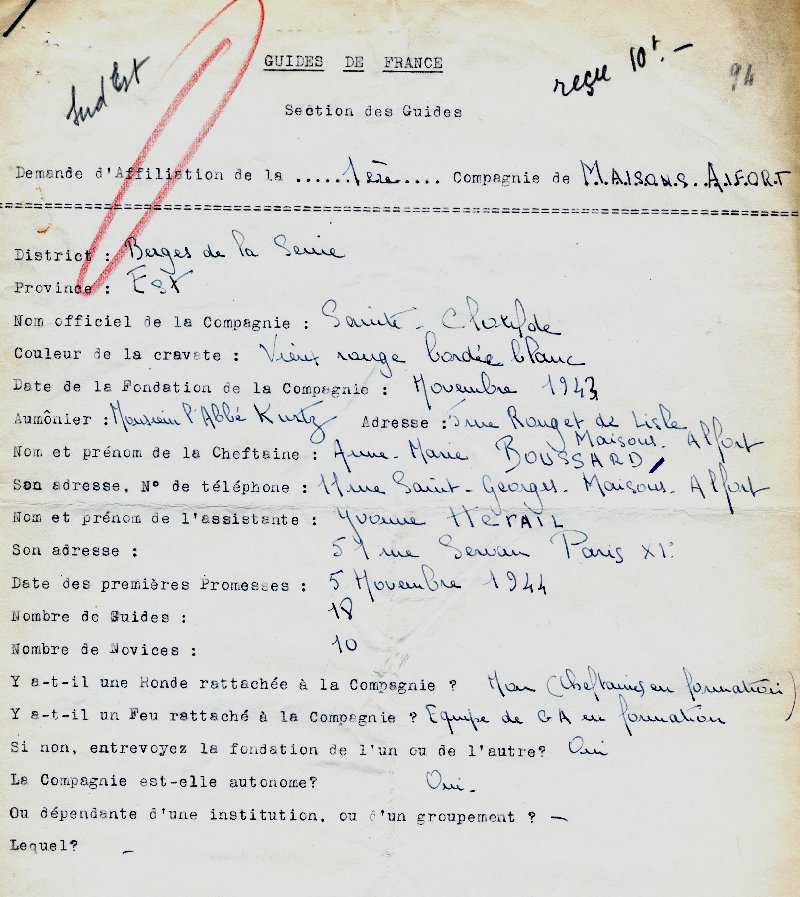 Sud Est
GUIDES DE FRANCE
reçu 10f.-
94
Section des Guides
Demande d'Affiliation de la ......1ère..... Compagnie de M.A.I.S.O.N.S...A.L.F.O.R.T
District : Berges de la Seine
Province : EST
Nom officiel de la Compagnie : Sainte - Clotilde
Couleur de la cravate : Vieux rouge bordée blanc
Date de la Fondation de la Compagnie : Novembre 1943
Aumônier : Monsieur l'Abbé Kurtz Adresse : 5 rue Rouget de Lisle
Maisons - Alfort
Nom et prénom de la Cheftaine : Anne-Marie BOUSSARD
Son adresse, N° de téléphone : 11 rue Saint-Georges - Maisons - Alfort
Nom et prénom de l'assistante : Yvonne HERAIL
Son adresse : 51 rue Servan Paris XIe
Date des premières Promesses : 5 Novembre 1944
Nombre de Guides : 18
Nombre de Novices : 10
Y a-t-il une Ronde rattachée à la Compagnie ? Non (Cheftaines en formation)
Y a-t-il un Feu rattaché à la Compagnie ? Equipe de GA en formation
Si non, entrevoyez la fondation de l'un ou de l'autre? Oui
La Compagnie est-elle autonome? Oui.
Ou dépendante d'une institution, ou d'un groupement ? —
Lequel? -